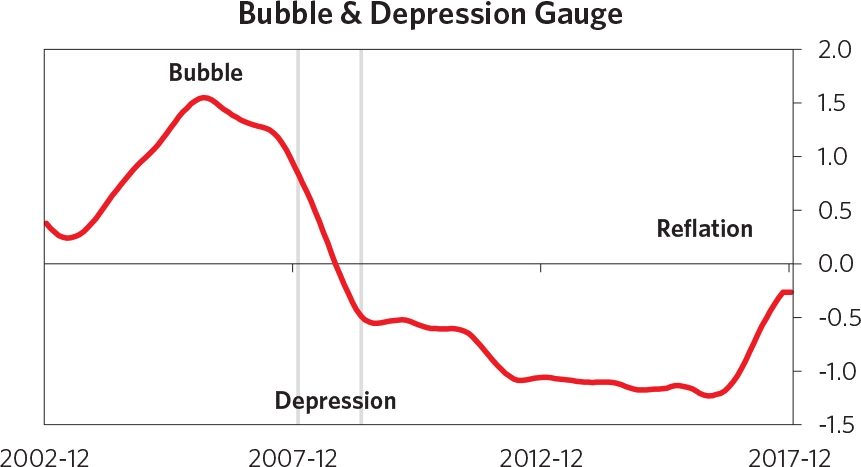 Bubble & Depression Gauge
2.0
Bubble
1.5
1.0
0.5
Reflation
0.0
-0.5
-1.0
Depression
-1.5
2002-12 2007-12 2012-12 2017-12